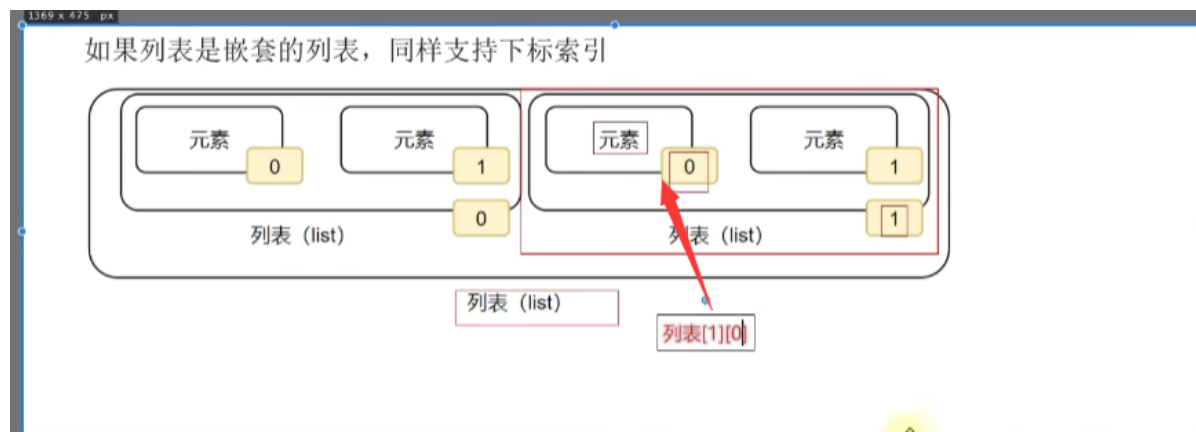 1369 x 475 px
如果列表是嵌套的列表，同样支持下标索引
元素 元素 元素 元素
0 1 0 1
0 1
列表（list） 列表（list）
列表（list）
列表[1][0]